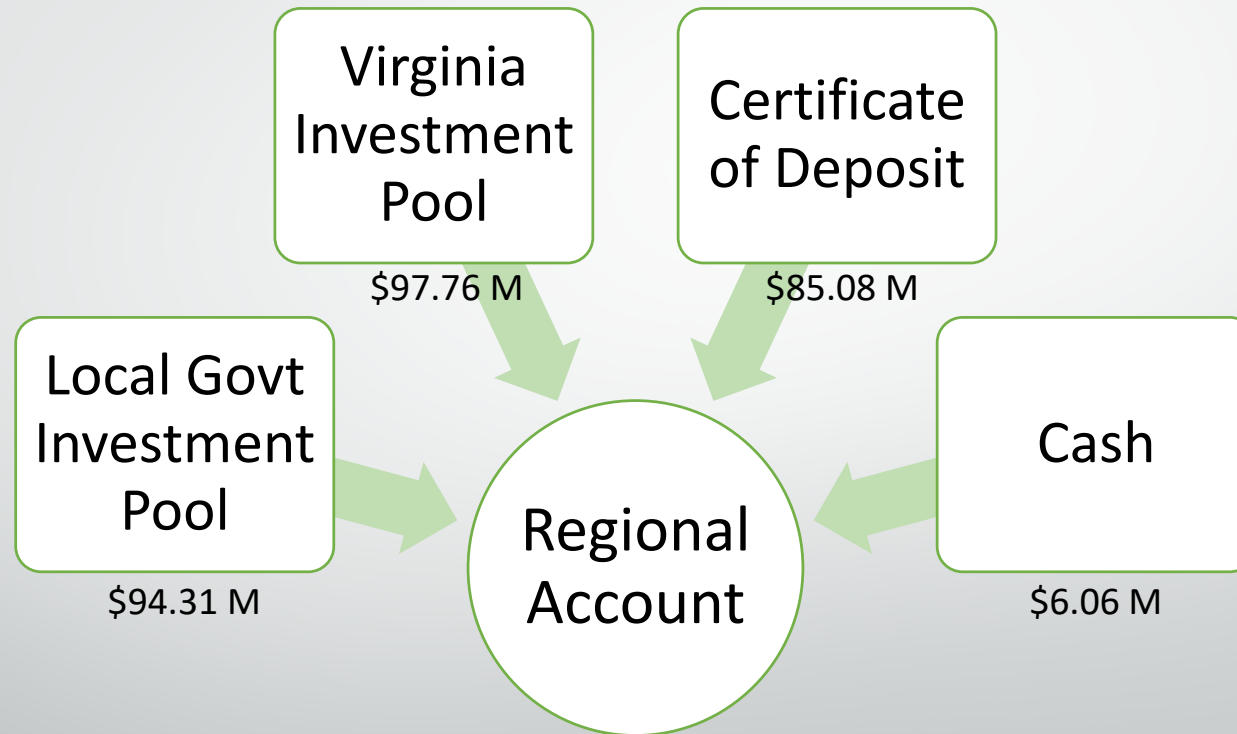 Virginia
Investment
Pool
$97.76 M
Certificate
of Deposit
$85.08 M
Local Govt
Investment
Pool
$94.31 M
Cash
$6.06 M
Regional
Account